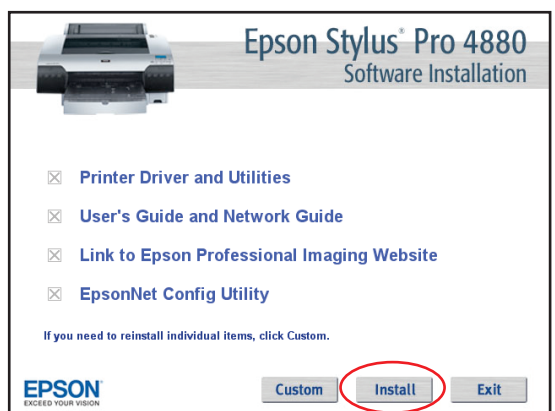 Epson Stylus® Pro 4880
Software Installation
Printer Driver and Utilities
User's Guide and Network Guide
Link to Epson Professional Imaging Website
EpsonNet Config Utility
If you need to reinstall individual items, click Custom.
EPSON®
EXCEED YOUR VISION
Custom Install Exit